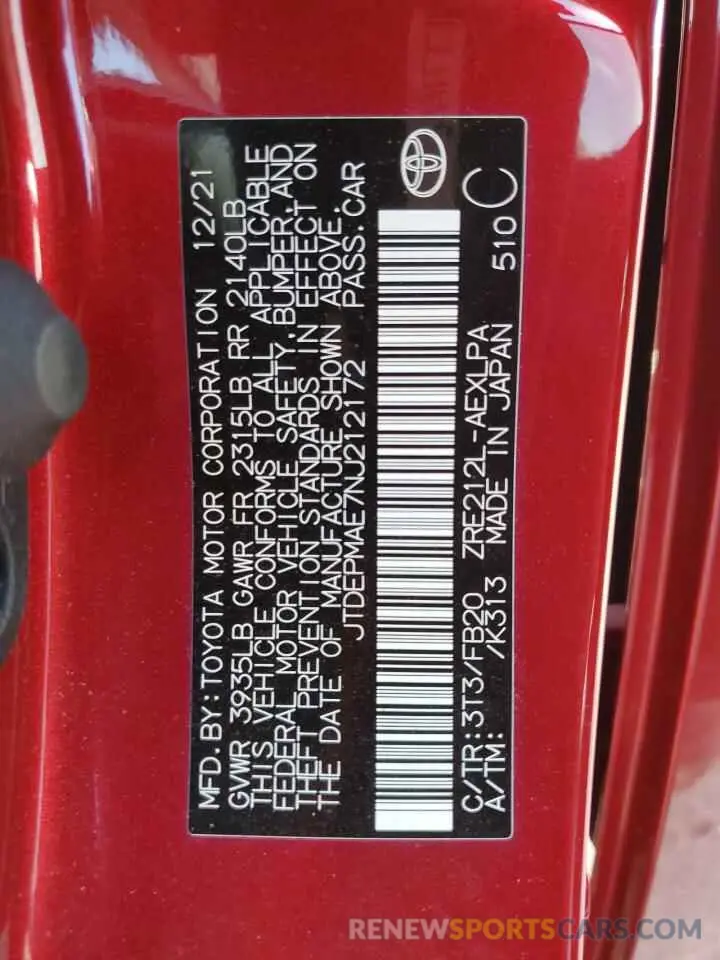 MFD.BY:TOYOTA MOTOR CORPORATION 12/21
GVWR 3935LB GAWR FR 2315LB RR 2140LB
THIS VEHICLE CONFORMS TO ALL APPLICABLE
FEDERAL MOTOR VEHICLE SAFETY,BUMPER,AND
THEFT PREVENTION STANDARDS IN EFFECT ON
THE DATE OF MANUFACTURE SHOWN ABOVE.
JTDEPMAE7NJ212172 PASS.CAR
C/TR:3T3/FB20 ZRE212L-AEXLPA 510 C
A/TM: /K313 MADE IN JAPAN
RENEWSPORTSCARS.COM